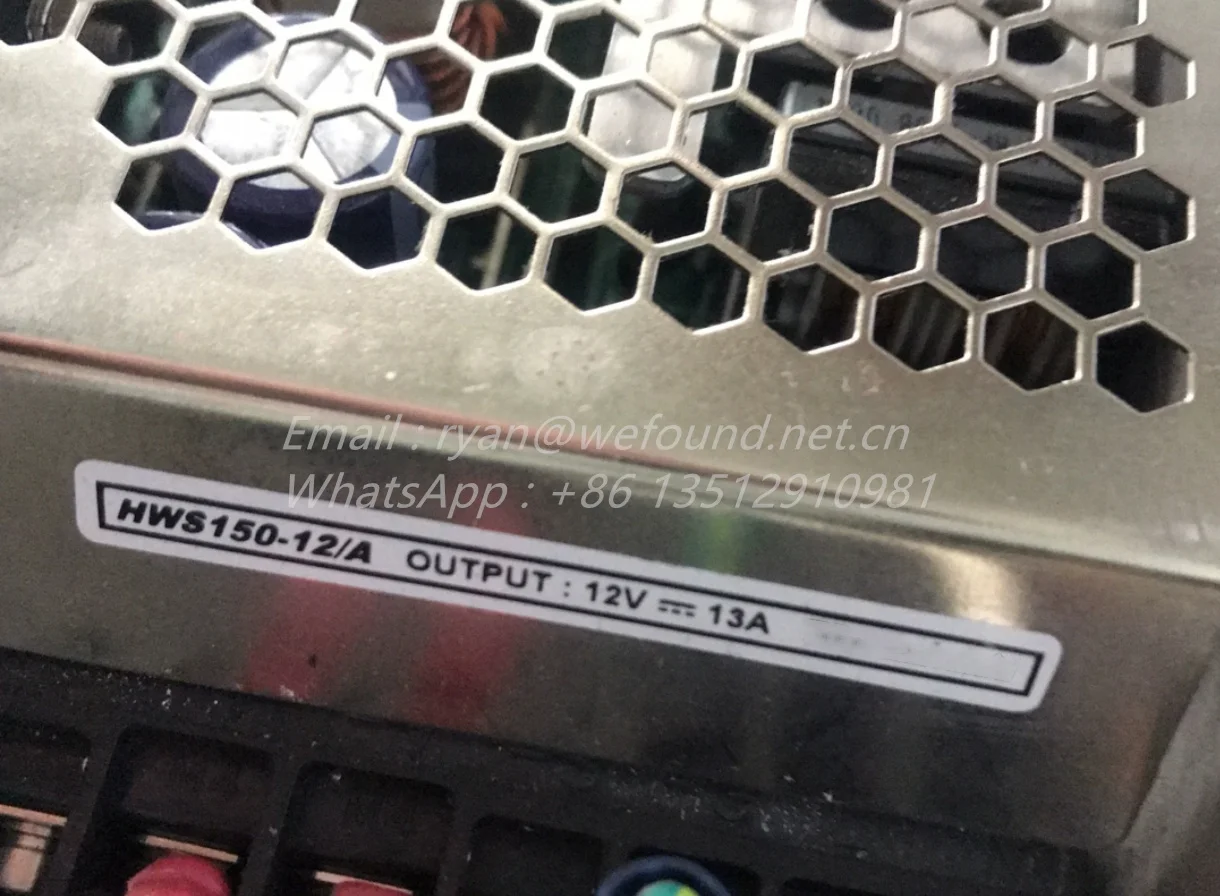 Email : ryan@wefound.net.cn
WhatsApp : +86 13512910981
HWS150-12/A OUTPUT : 12V ⎓ 13A